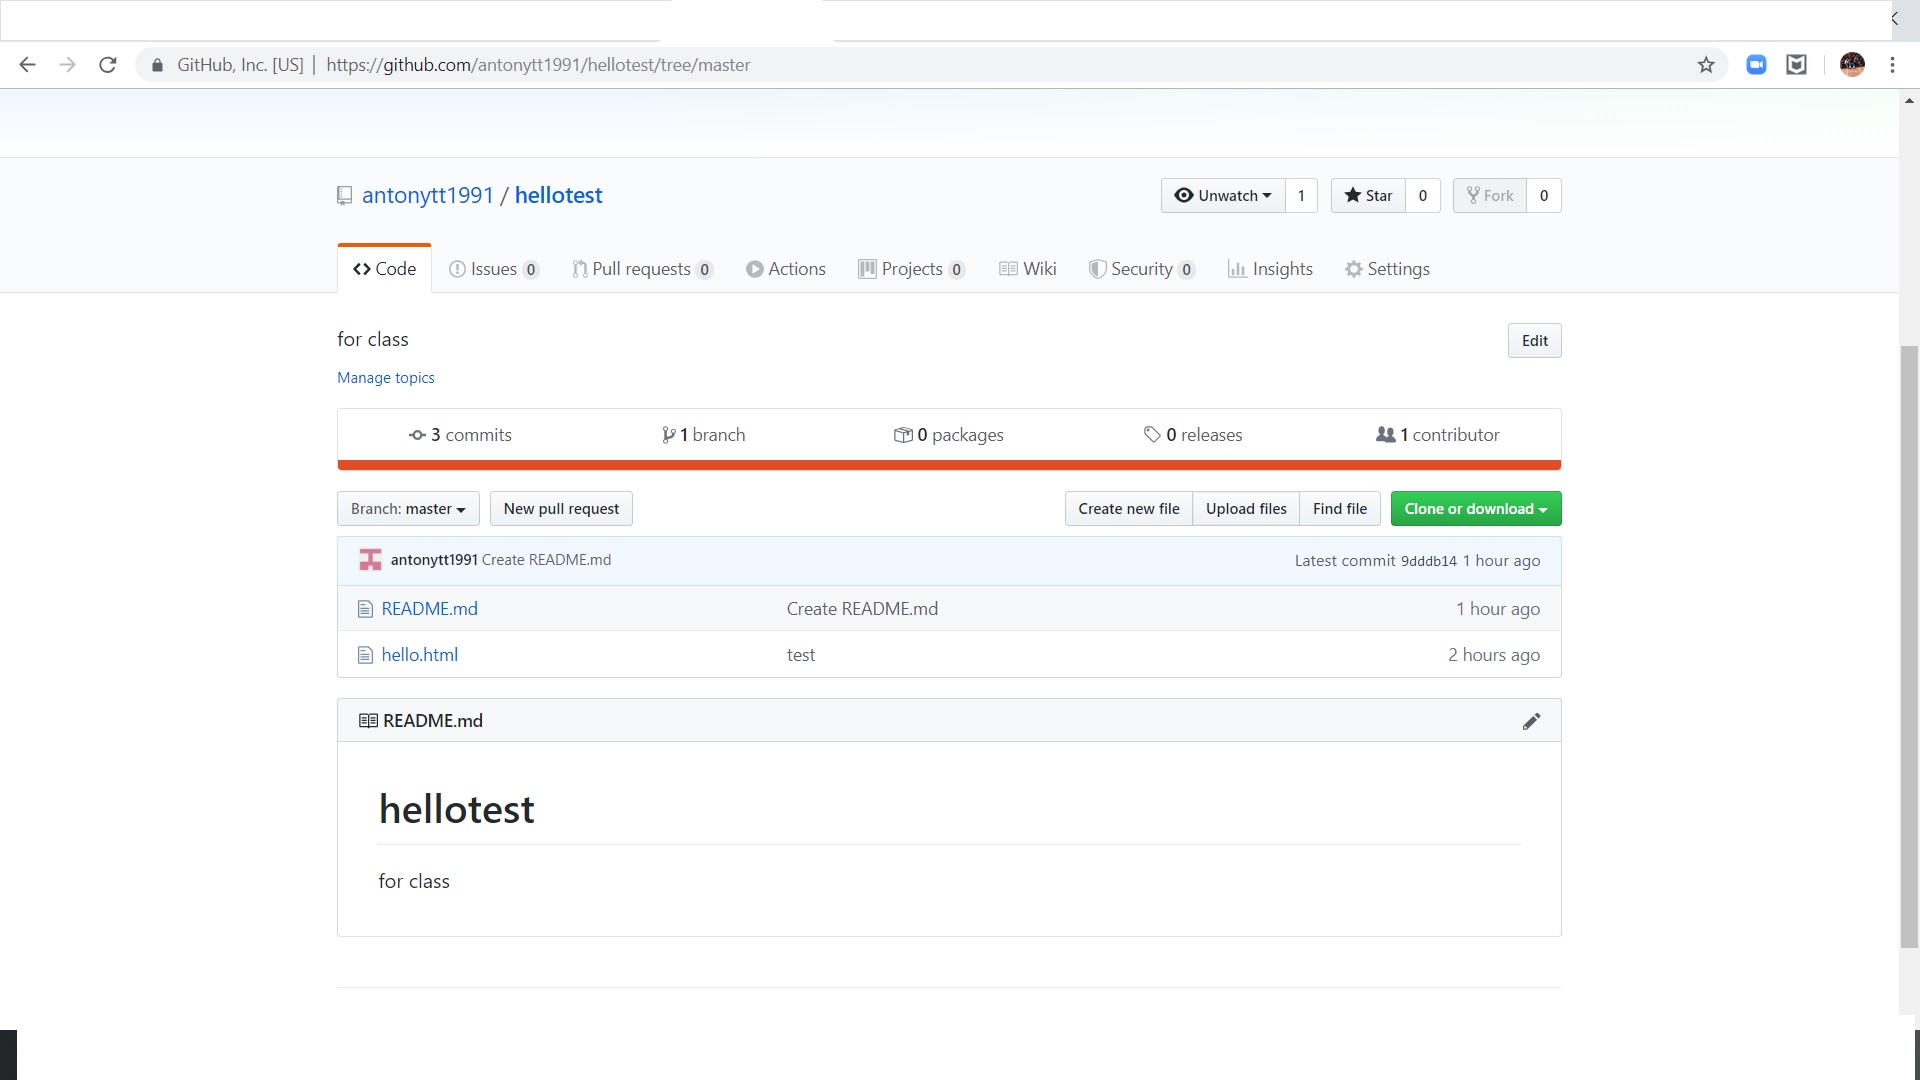 GitHub, Inc. [US] | https://github.com/antonytt1991/hellotest/tree/master
antonytt1991 / hellotest
Unwatch 1 Star 0 Fork 0
Code Issues 0 Pull requests 0 Actions Projects 0 Wiki Security 0 Insights Settings
for class
Edit
Manage topics
3 commits 1 branch 0 packages 0 releases 1 contributor
Branch: master New pull request Create new file Upload files Find file Clone or download
antonytt1991 Create README.md Latest commit 9dddb14 1 hour ago
README.md Create README.md 1 hour ago
hello.html test 2 hours ago
README.md
hellotest
for class